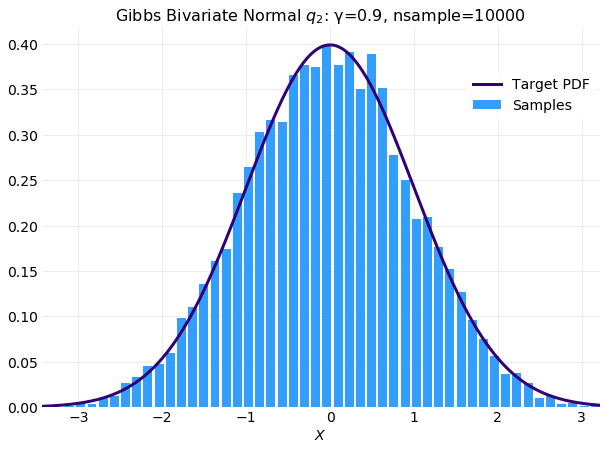 Gibbs Bivariate Normal q₂: γ=0.9, nsample=10000
0.40
0.35
0.30
0.25
0.20
0.15
0.10
0.05
0.00
Target PDF
Samples
−3 −2 −1 0 1 2 3
X